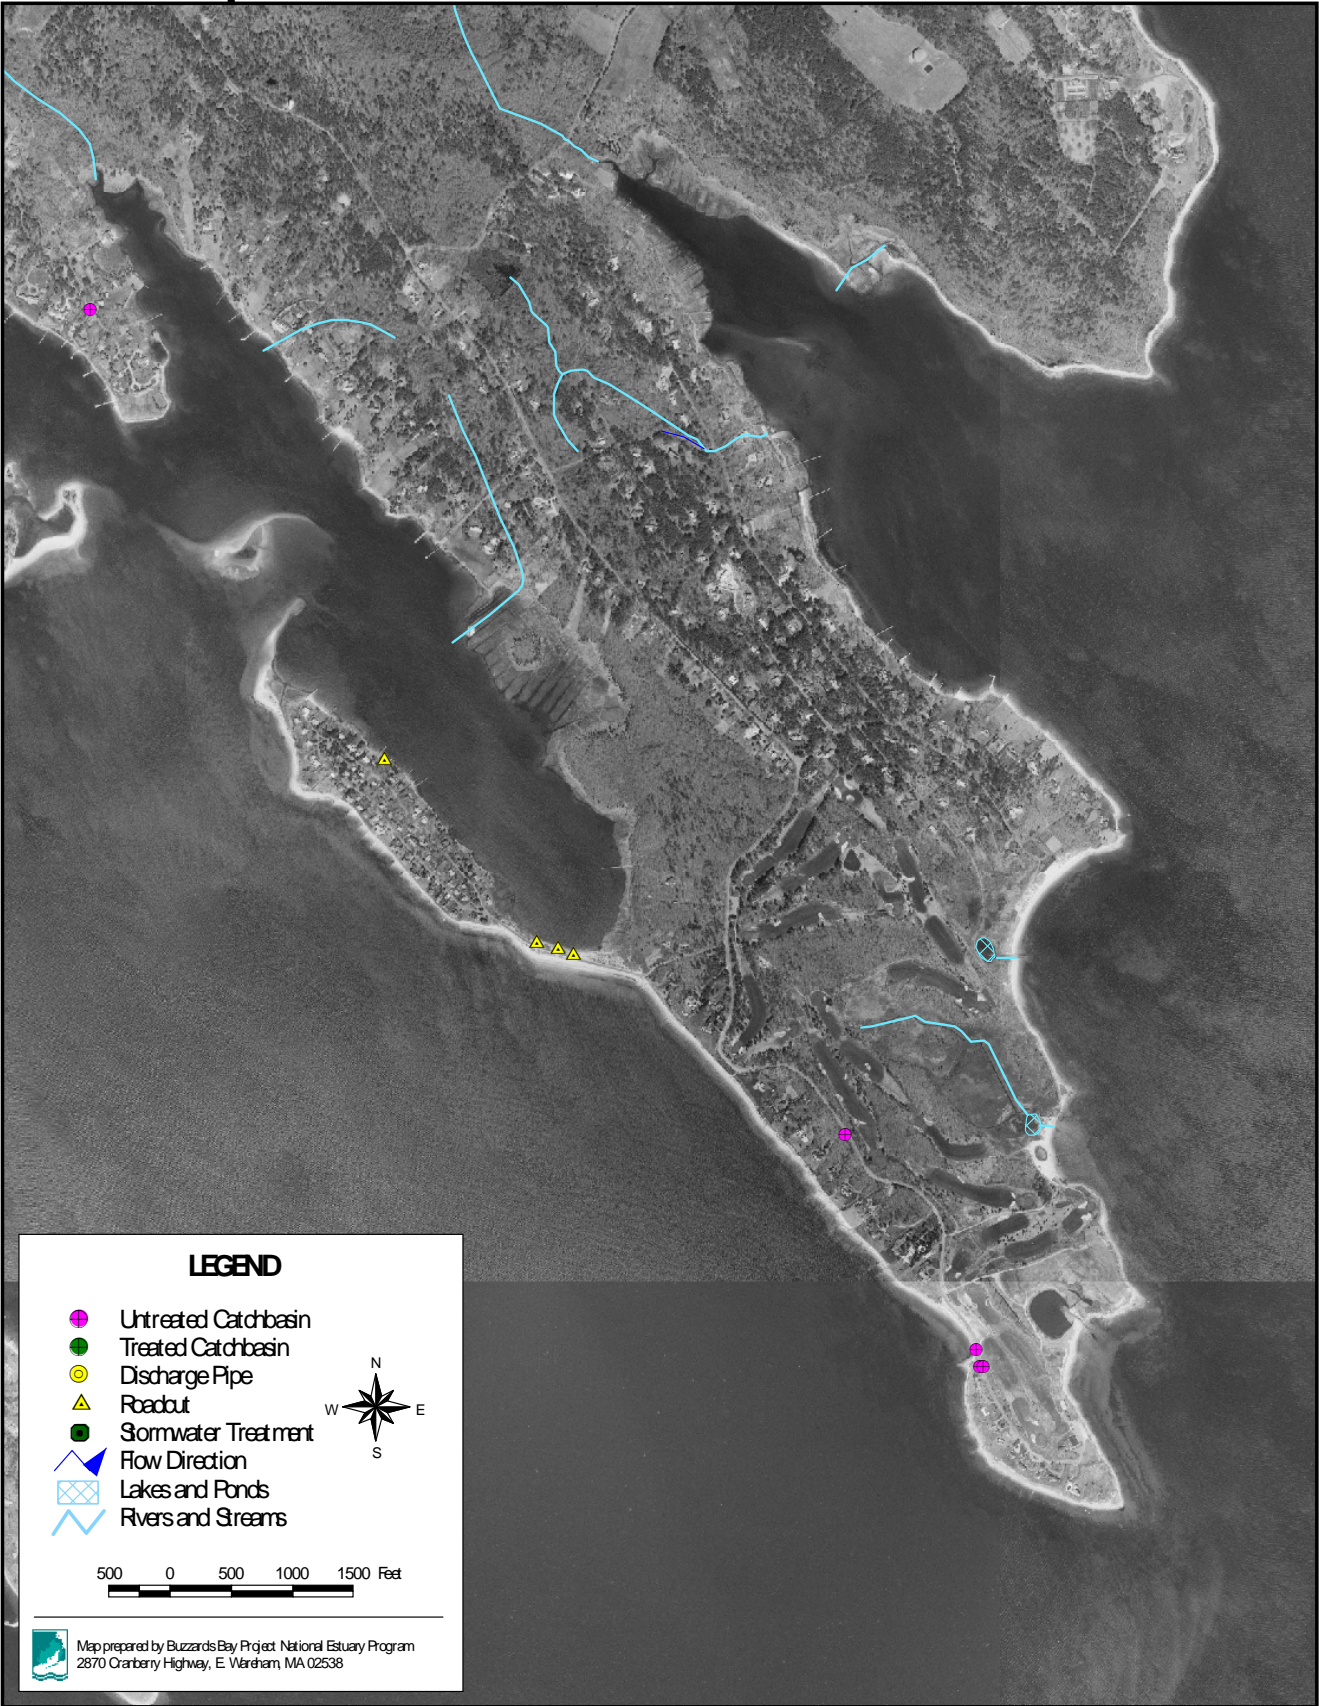 LEGEND
Untreated Catchbasin
Treated Catchbasin
Discharge Pipe
Roadcut
Stormwater Treatment
Flow Direction
Lakes and Ponds
Rivers and Streams
N
W E
S
500 0 500 1000 1500 Feet
Map prepared by Buzzards Bay Project National Estuary Program
2870 Cranberry Highway, E. Wareham, MA 02538